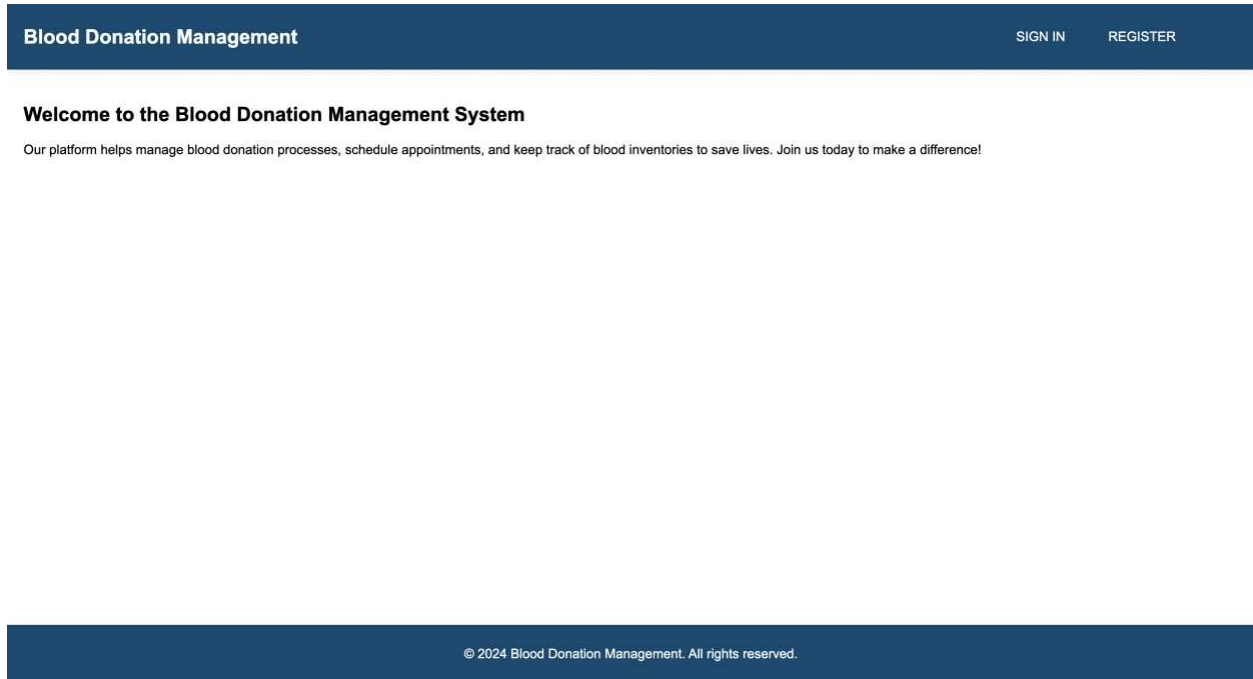 Blood Donation Management
SIGN IN
REGISTER
Welcome to the Blood Donation Management System
Our platform helps manage blood donation processes, schedule appointments, and keep track of blood inventories to save lives. Join us today to make a difference!
© 2024 Blood Donation Management. All rights reserved.